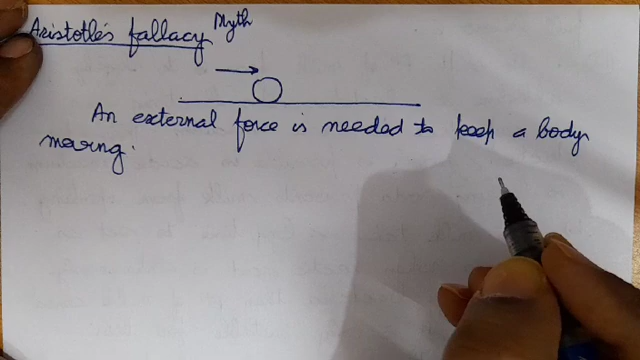 Aristotle's fallacy Myth
An external force is needed to keep a body
moving.